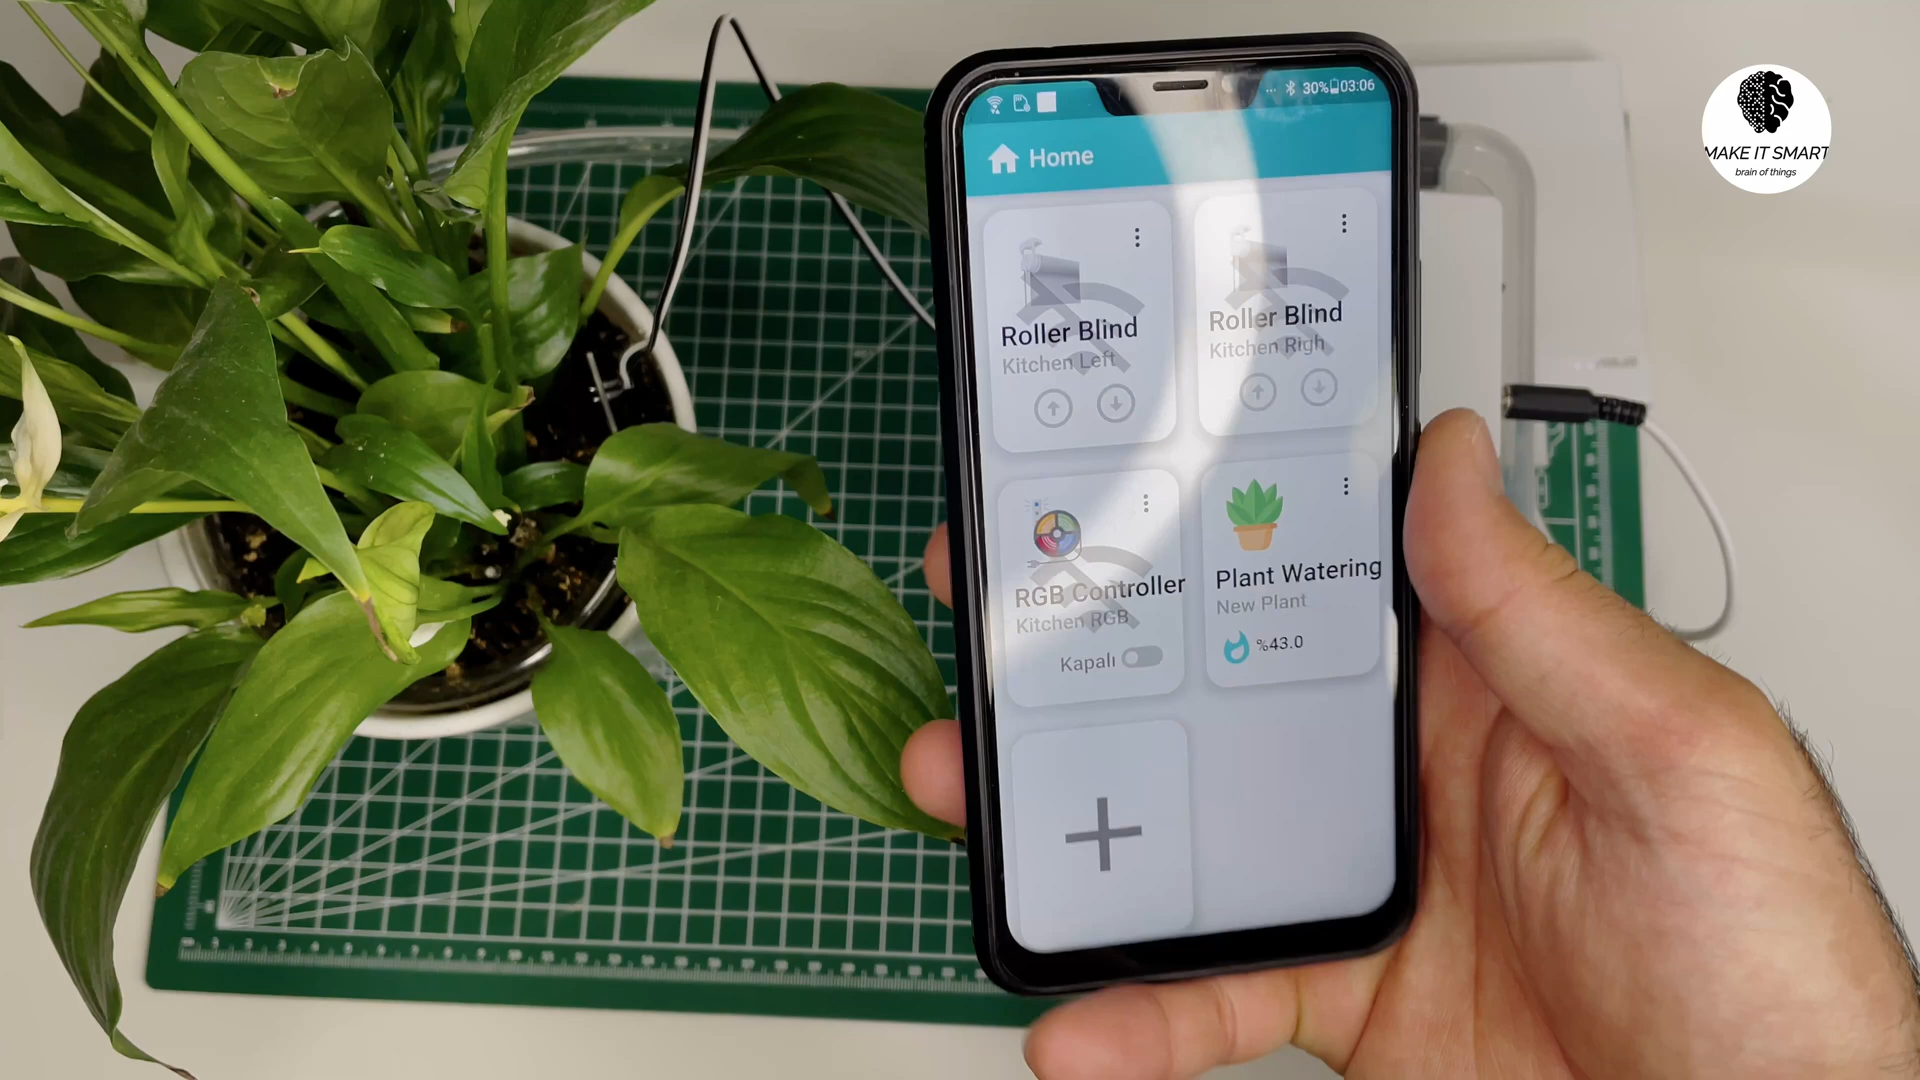 30% 03:06
Home
Roller Blind
Kitchen Left
Roller Blind
Kitchen Righ
RGB Controller
Kitchen RGB
Kapalı
Plant Watering
New Plant
%43.0
MAKE IT SMART
brain of things